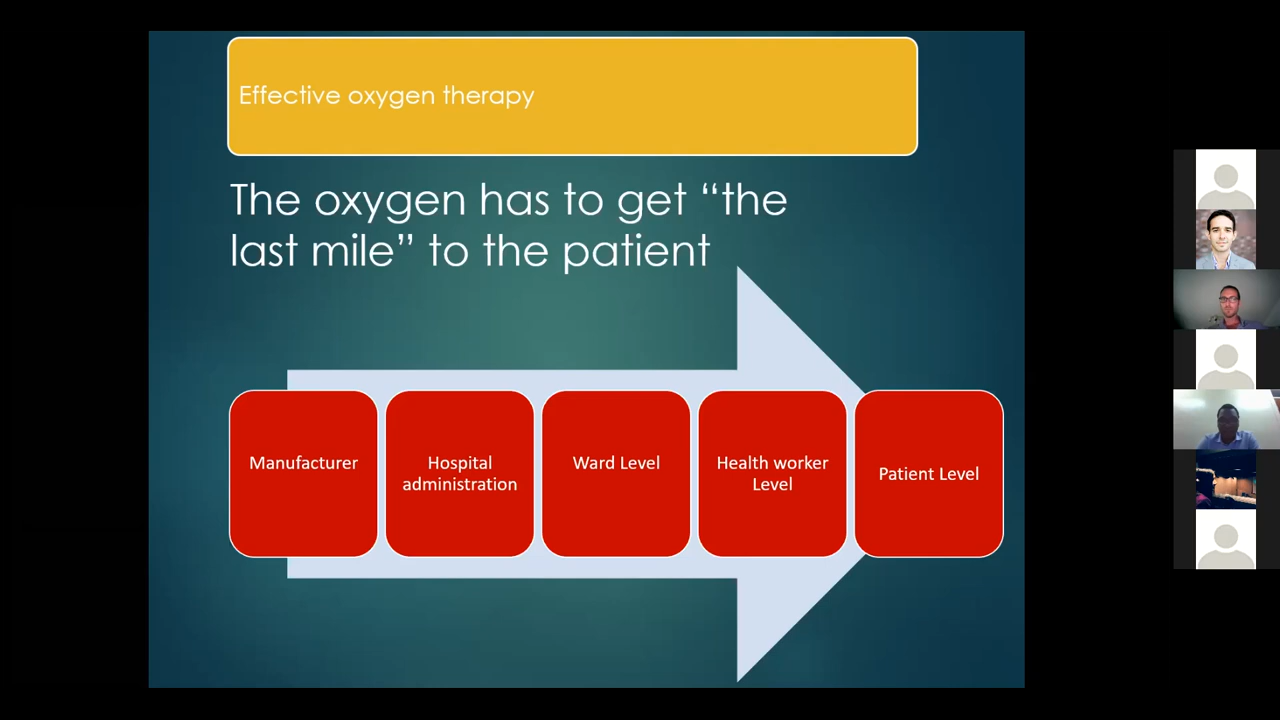 Effective oxygen therapy
The oxygen has to get “the
last mile” to the patient
Manufacturer
Hospital
administration
Ward Level
Health worker
Level
Patient Level